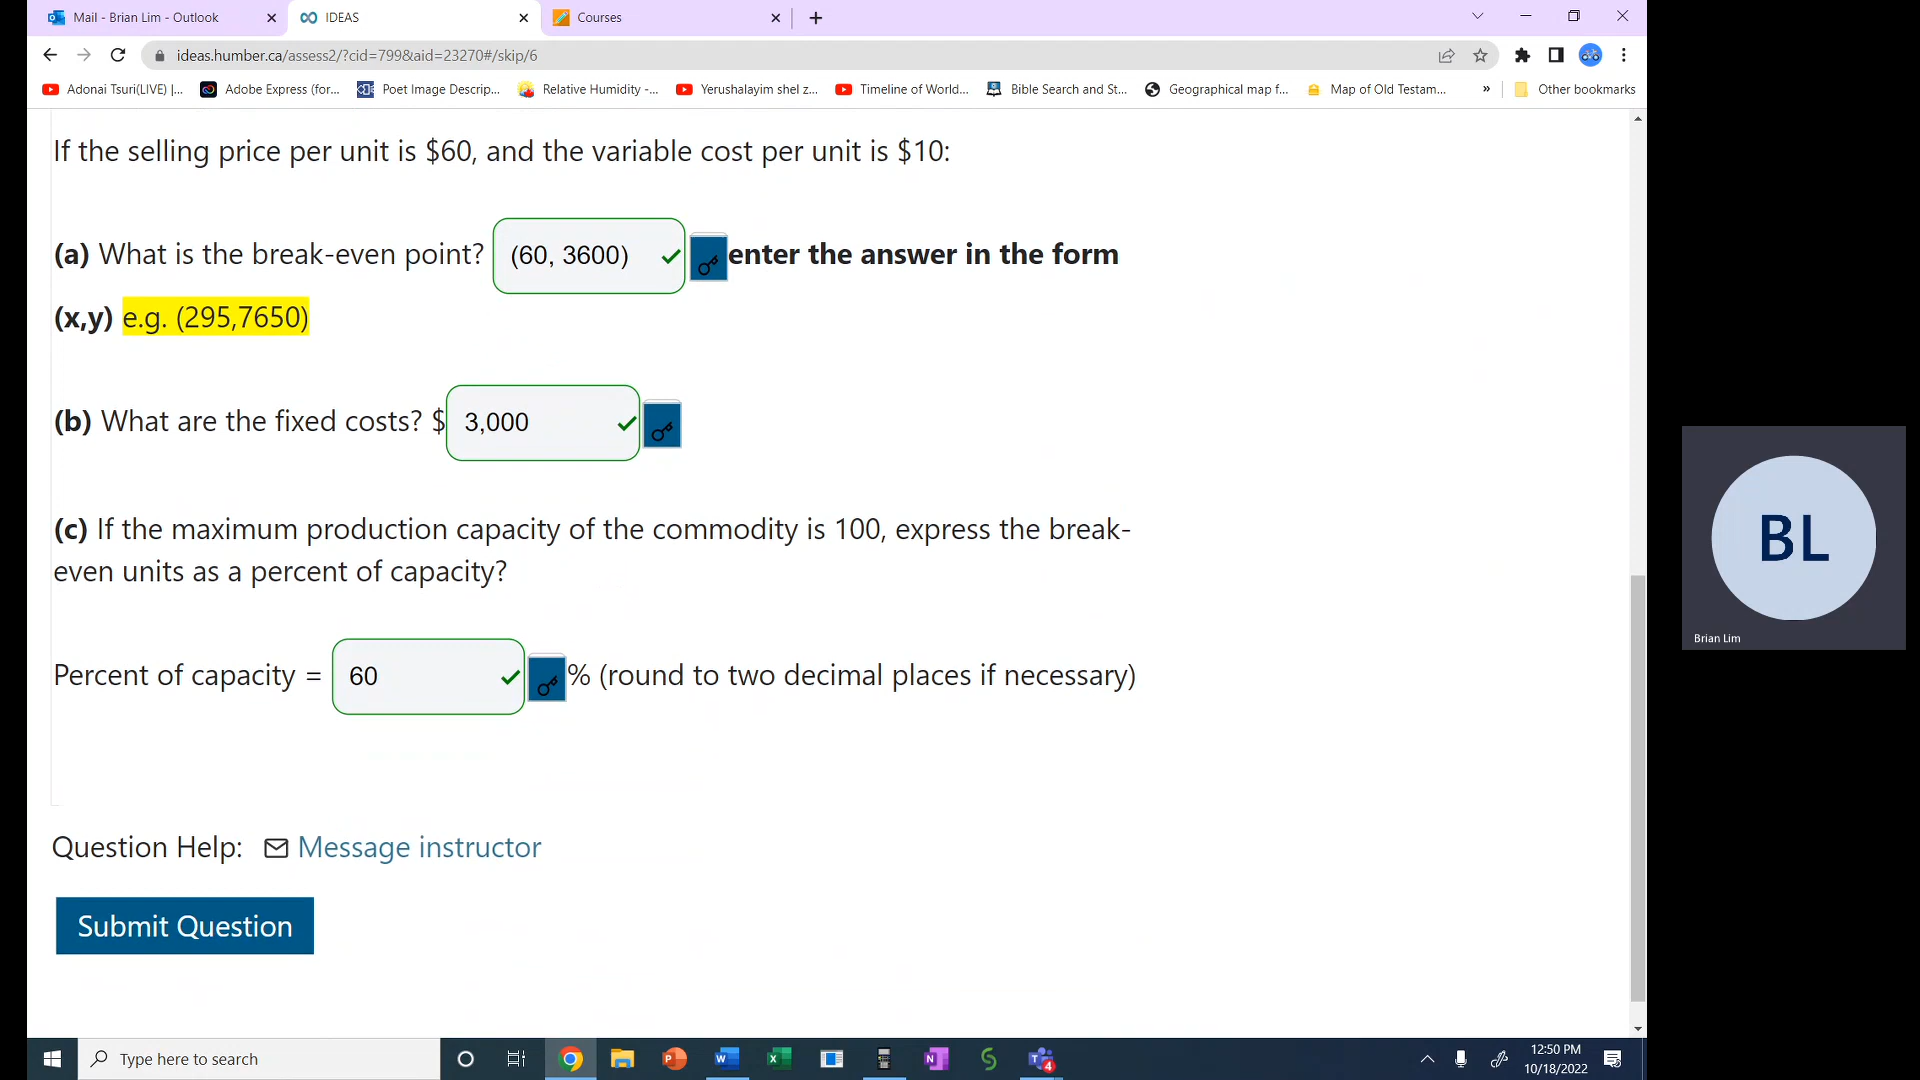 Mail - Brian Lim - Outlook
IDEAS
Courses
ideas.humber.ca/assess2/?cid=799&aid=23270#/skip/6
Adonai Tsuri(LIVE) |...
Adobe Express (for...
Poet Image Descrip...
Relative Humidity -...
Yerushalayim shel z...
Timeline of World...
Bible Search and St...
Geographical map f...
Map of Old Testam...
»
Other bookmarks
If the selling price per unit is $60, and the variable cost per unit is $10:
(a) What is the break-even point? (60, 3600) enter the answer in the form
(x,y) e.g. (295,7650)
(b) What are the fixed costs? $ 3,000
(c) If the maximum production capacity of the commodity is 100, express the break-
even units as a percent of capacity?
Percent of capacity = 60 % (round to two decimal places if necessary)
Question Help: Message instructor
Submit Question
BL
Brian Lim
Type here to search
4
12:50 PM
10/18/2022